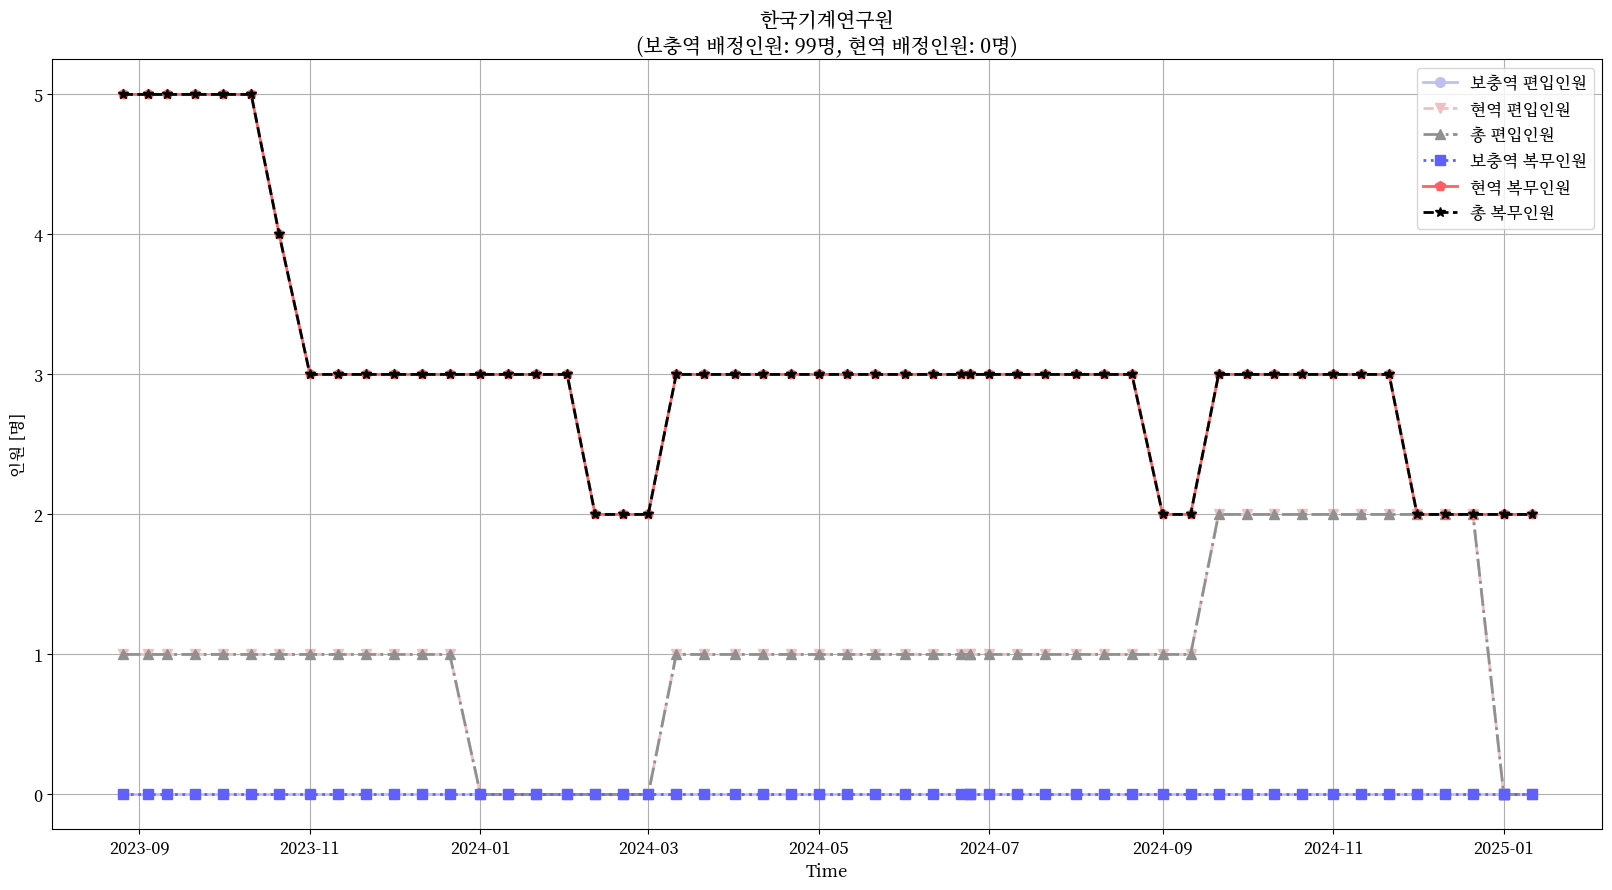 한국기계연구원
(보충역 배정인원: 99명, 현역 배정인원: 0명)
보충역 편입인원
현역 편입인원
총 편입인원
보충역 복무인원
현역 복무인원
총 복무인원
인원 [명]
5
4
3
2
1
0
2023-09
2023-11
2024-01
2024-03
2024-05
2024-07
2024-09
2024-11
2025-01
Time